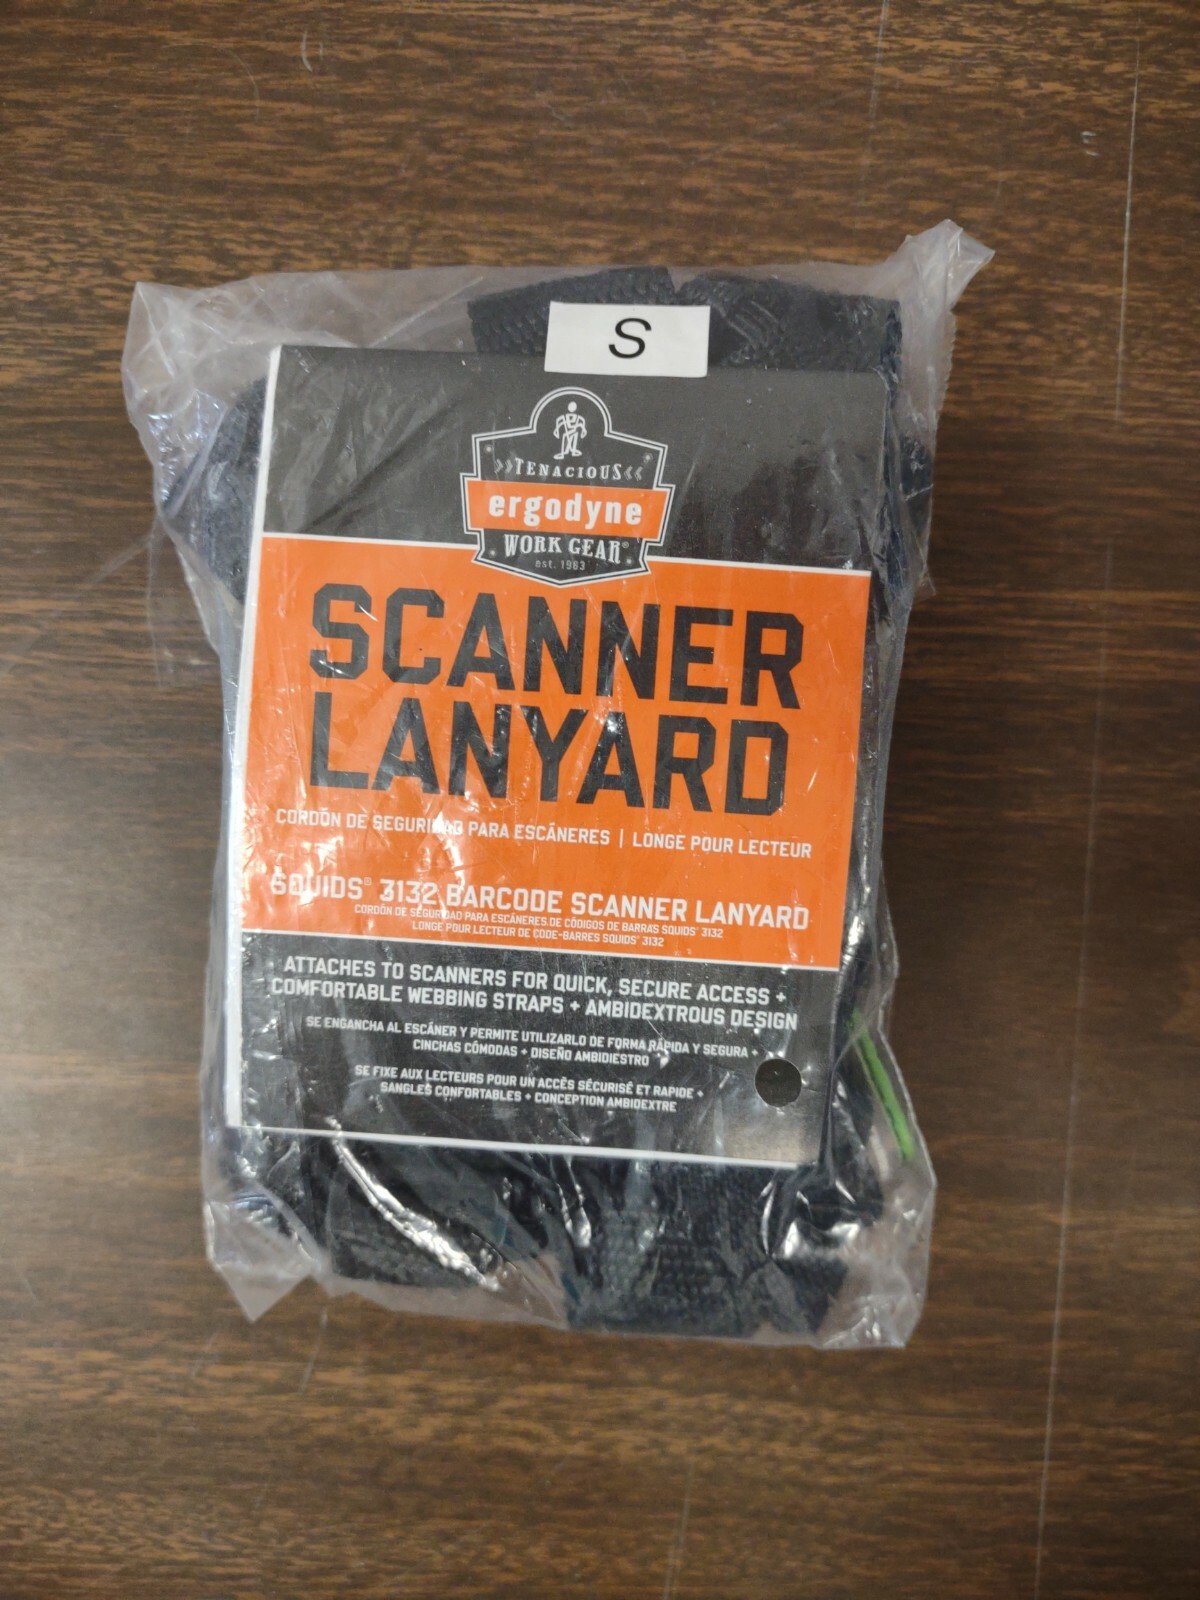 S
TENACIOUS
ergodyne
WORK GEAR®
est. 1983
SCANNER
LANYARD
CORDÓN DE SEGURIDAD PARA ESCÁNERES | LONGE POUR LECTEUR
SQUIDS® 3132 BARCODE SCANNER LANYARD
CORDÓN DE SEGURIDAD PARA ESCÁNERES DE CÓDIGOS DE BARRAS SQUIDS® 3132
LONGE POUR LECTEUR DE CODE-BARRES SQUIDS® 3132
ATTACHES TO SCANNERS FOR QUICK, SECURE ACCESS +
COMFORTABLE WEBBING STRAPS + AMBIDEXTROUS DESIGN
SE ENGANCHA AL ESCÁNER Y PERMITE UTILIZARLO DE FORMA RÁPIDA Y SEGURA +
CINCHAS CÓMODAS + DISEÑO AMBIDIESTRO
SE FIXE AUX LECTEURS POUR UN ACCÈS SÉCURISÉ ET RAPIDE +
SANGLES CONFORTABLES + CONCEPTION AMBIDEXTRE